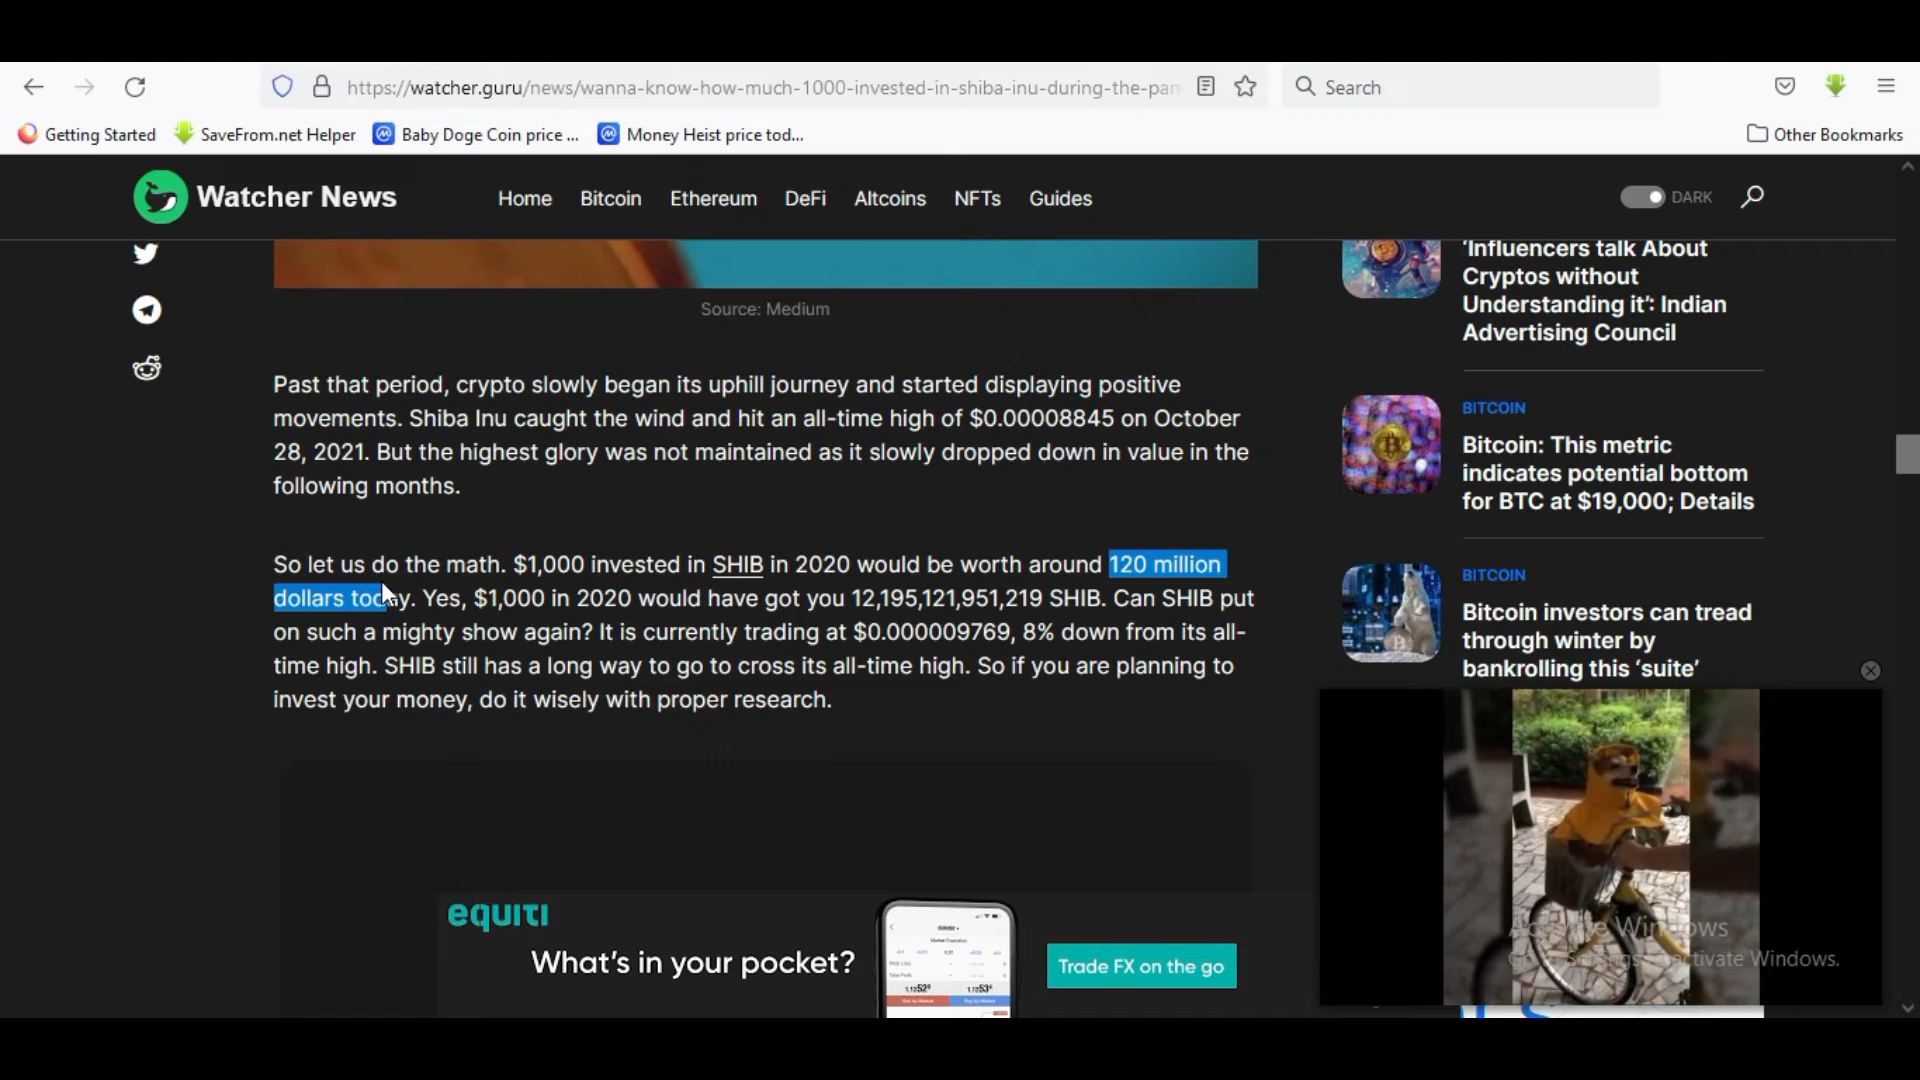 https://watcher.guru/news/wanna-know-how-much-1000-invested-in-shiba-inu-during-the-pan
Search
Getting Started
SaveFrom.net Helper
Baby Doge Coin price ...
Money Heist price tod...
Other Bookmarks
Watcher News
Home
Bitcoin
Ethereum
DeFi
Altcoins
NFTs
Guides
DARK
Source: Medium
Past that period, crypto slowly began its uphill journey and started displaying positive
movements. Shiba Inu caught the wind and hit an all-time high of $0.00008845 on October
28, 2021. But the highest glory was not maintained as it slowly dropped down in value in the
following months.
So let us do the math. $1,000 invested in SHIB in 2020 would be worth around 120 million
dollars today. Yes, $1,000 in 2020 would have got you 12,195,121,951,219 SHIB. Can SHIB put
on such a mighty show again? It is currently trading at $0.000009769, 8% down from its all-
time high. SHIB still has a long way to go to cross its all-time high. So if you are planning to
invest your money, do it wisely with proper research.
'Influencers talk About
Cryptos without
Understanding it': Indian
Advertising Council
BITCOIN
Bitcoin: This metric
indicates potential bottom
for BTC at $19,000; Details
BITCOIN
Bitcoin investors can tread
through winter by
bankrolling this 'suite'
equiti
What's in your pocket?
Trade FX on the go
Activate Windows
Go to Settings to activate Windows.